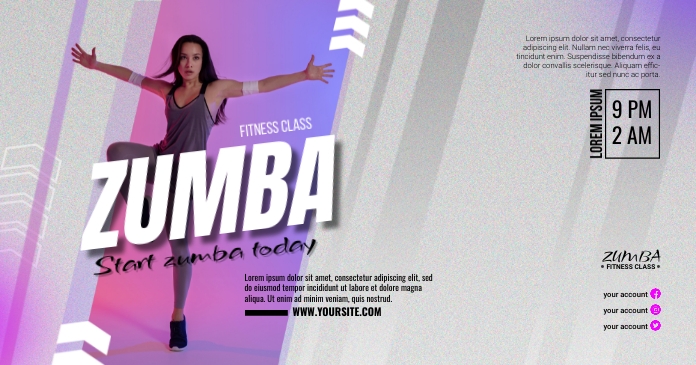 FITNESS CLASS
ZUMBA
Start zumba today
Lorem ipsum dolor sit amet, consectetur adipiscing elit, sed
do eiusmod tempor incididunt ut labore et dolore magna
aliqua. Ut enim ad minim veniam, quis nostrud.
WWW.YOURSITE.COM
Lorem ipsum dolor sit amet, consectetur
adipiscing elit. Nullam nec viverra felis, eu
tincidunt enim. Suspendisse bibendum ex a
dolor convallis scelerisque. Aliquam effic-
itur sed nunc ac porta.
LOREM IPSUM
9 PM
2 AM
ZUMBA
• FITNESS CLASS •
your account
your account
your account